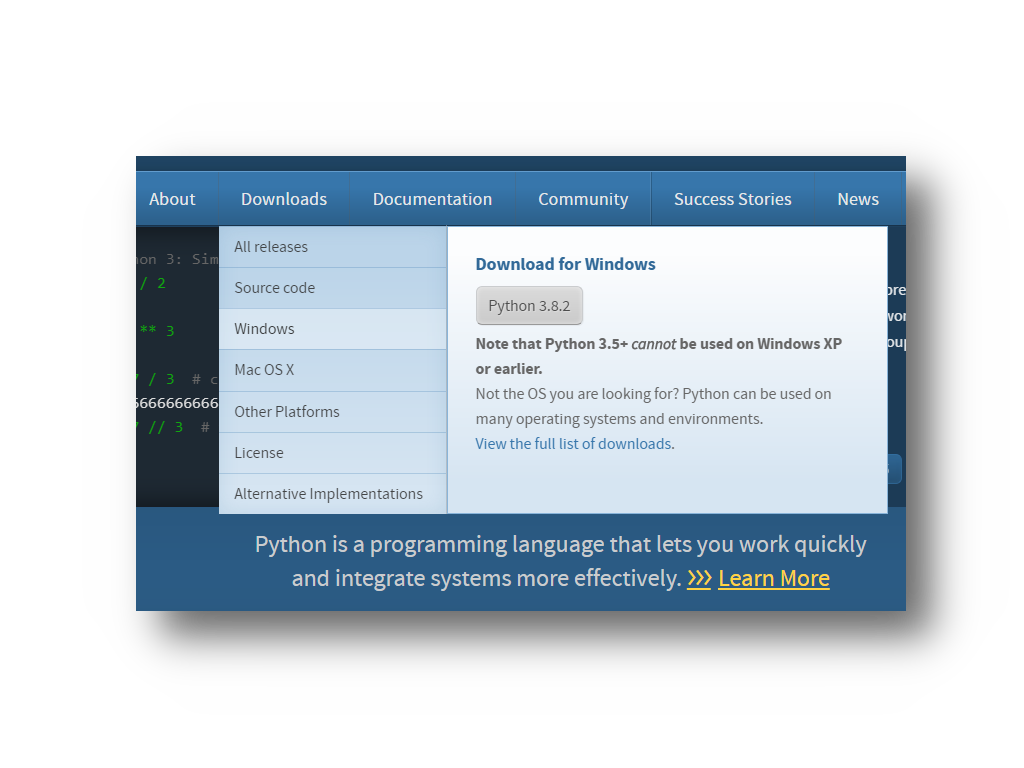 About Downloads Documentation Community Success Stories News
All releases
Source code
Windows
Mac OS X
Other Platforms
License
Alternative Implementations
Download for Windows
Python 3.8.2
Note that Python 3.5+ cannot be used on Windows XP
or earlier.
Not the OS you are looking for? Python can be used on
many operating systems and environments.
View the full list of downloads.
3: Sim
/ 2
** 3
/ 3 # c
666666666
// 3 #
Python is a programming language that lets you work quickly
and integrate systems more effectively. >>> Learn More